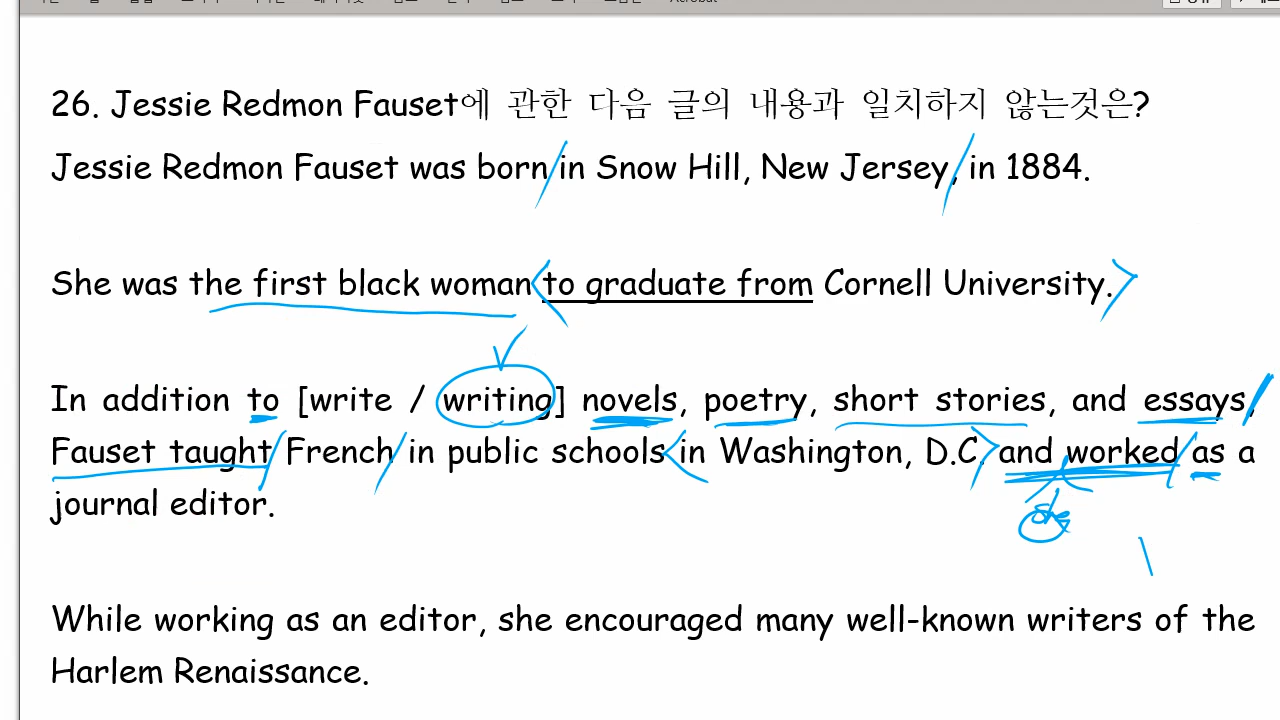 26. Jessie Redmon Fauset에 관한 다음 글의 내용과 일치하지 않는것은?
Jessie Redmon Fauset was born in Snow Hill, New Jersey, in 1884.
She was the first black woman to graduate from Cornell University.
In addition to [write / writing] novels, poetry, short stories, and essays,
Fauset taught French in public schools in Washington, D.C. and worked as a
she
journal editor.
While working as an editor, she encouraged many well-known writers of the
Harlem Renaissance.